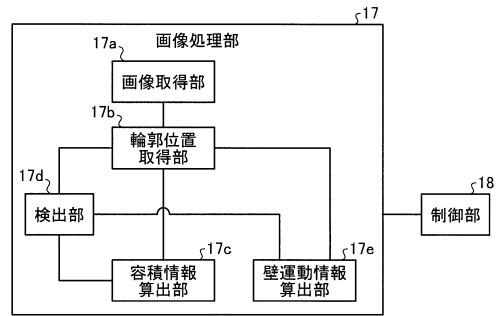 17
画像処理部
17a
画像取得部
17b
輪郭位置
取得部
17d
検出部
18
制御部
17c
容積情報
算出部
17e
壁運動情報
算出部